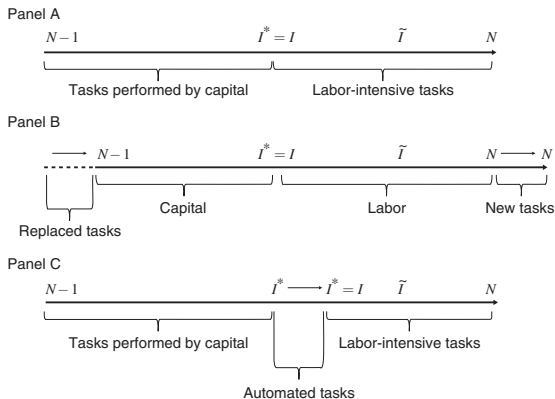 Panel A
N – 1 I* = I Ĩ N
Tasks performed by capital Labor-intensive tasks
Panel B
N – 1 I* = I Ĩ N N
Capital Labor New tasks
Replaced tasks
Panel C
N – 1 I* I* = I Ĩ N
Tasks performed by capital Labor-intensive tasks
Automated tasks